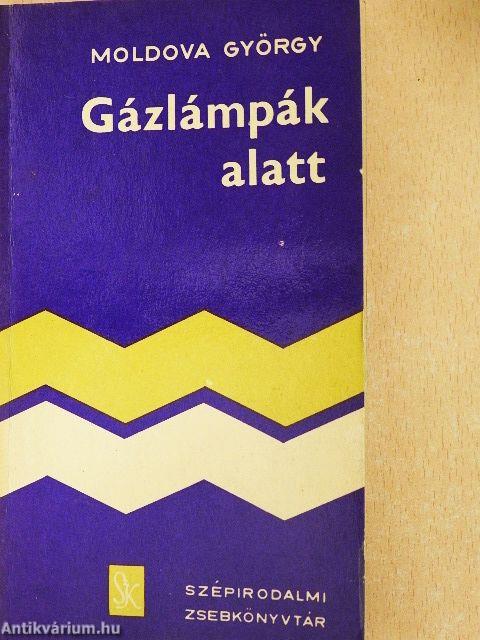 MOLDOVA GYÖRGY
Gázlámpák
alatt
SzK
SZÉPIRODALMI
ZSEBKÖNYVTÁR
Antikvárium.hu